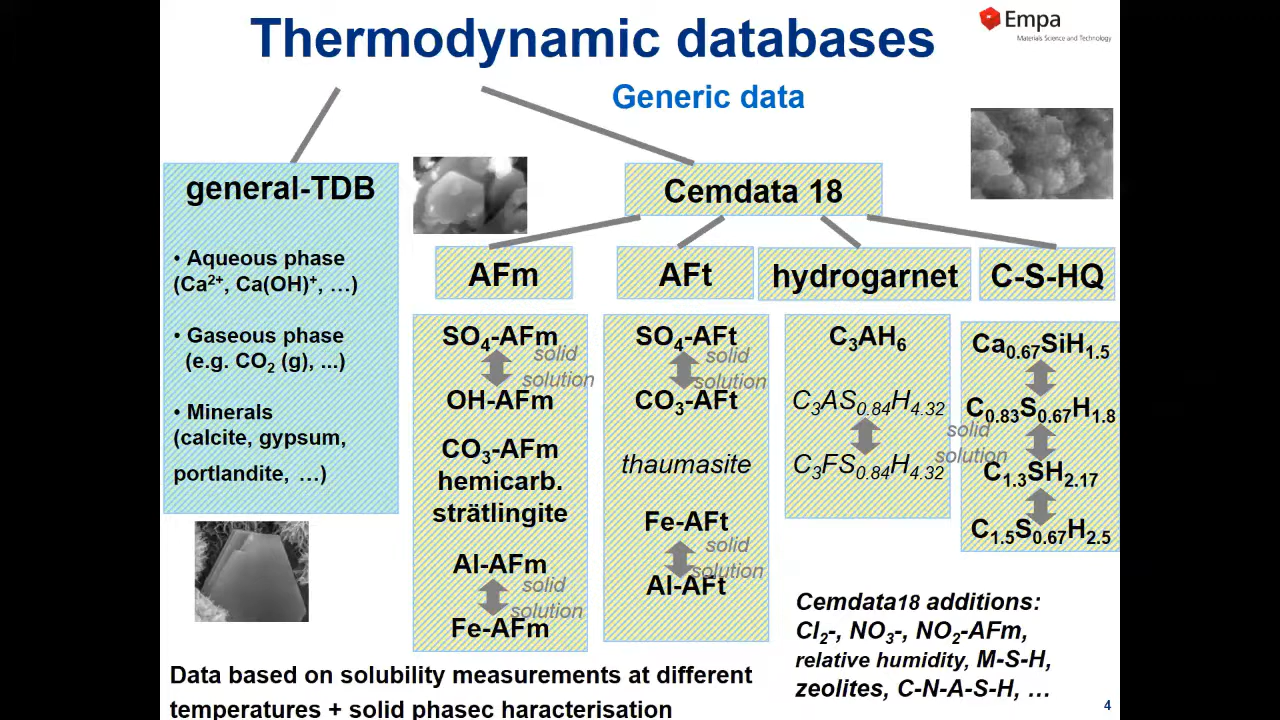 Thermodynamic databases
Empa
Materials Science and Technology
Generic data
general-TDB
• Aqueous phase
(Ca²⁺, Ca(OH)⁺, …)
• Gaseous phase
(e.g. CO₂ (g), ...)
• Minerals
(calcite, gypsum,
portlandite, …)
Cemdata 18
AFm
SO₄-AFm
solid
solution
OH-AFm
CO₃-AFm
hemicarb.
strätlingite
Al-AFm
solid
solution
Fe-AFm
AFt
SO₄-AFt
solid
solution
CO₃-AFt
thaumasite
Fe-AFt
solid
solution
Al-AFt
hydrogarnet
C₃AH₆
C₃AS₀.₈₄H₄.₃₂
solid
solution
C₃FS₀.₈₄H₄.₃₂
C-S-HQ
Ca₀.₆₇SiH₁.₅
C₀.₈₃S₀.₆₇H₁.₈
C₁.₃SH₂.₁₇
C₁.₅S₀.₆₇H₂.₅
Cemdata18 additions:
Cl₂-, NO₃-, NO₂-AFm,
relative humidity, M-S-H,
zeolites, C-N-A-S-H, …
Data based on solubility measurements at different
temperatures + solid phasec haracterisation
4